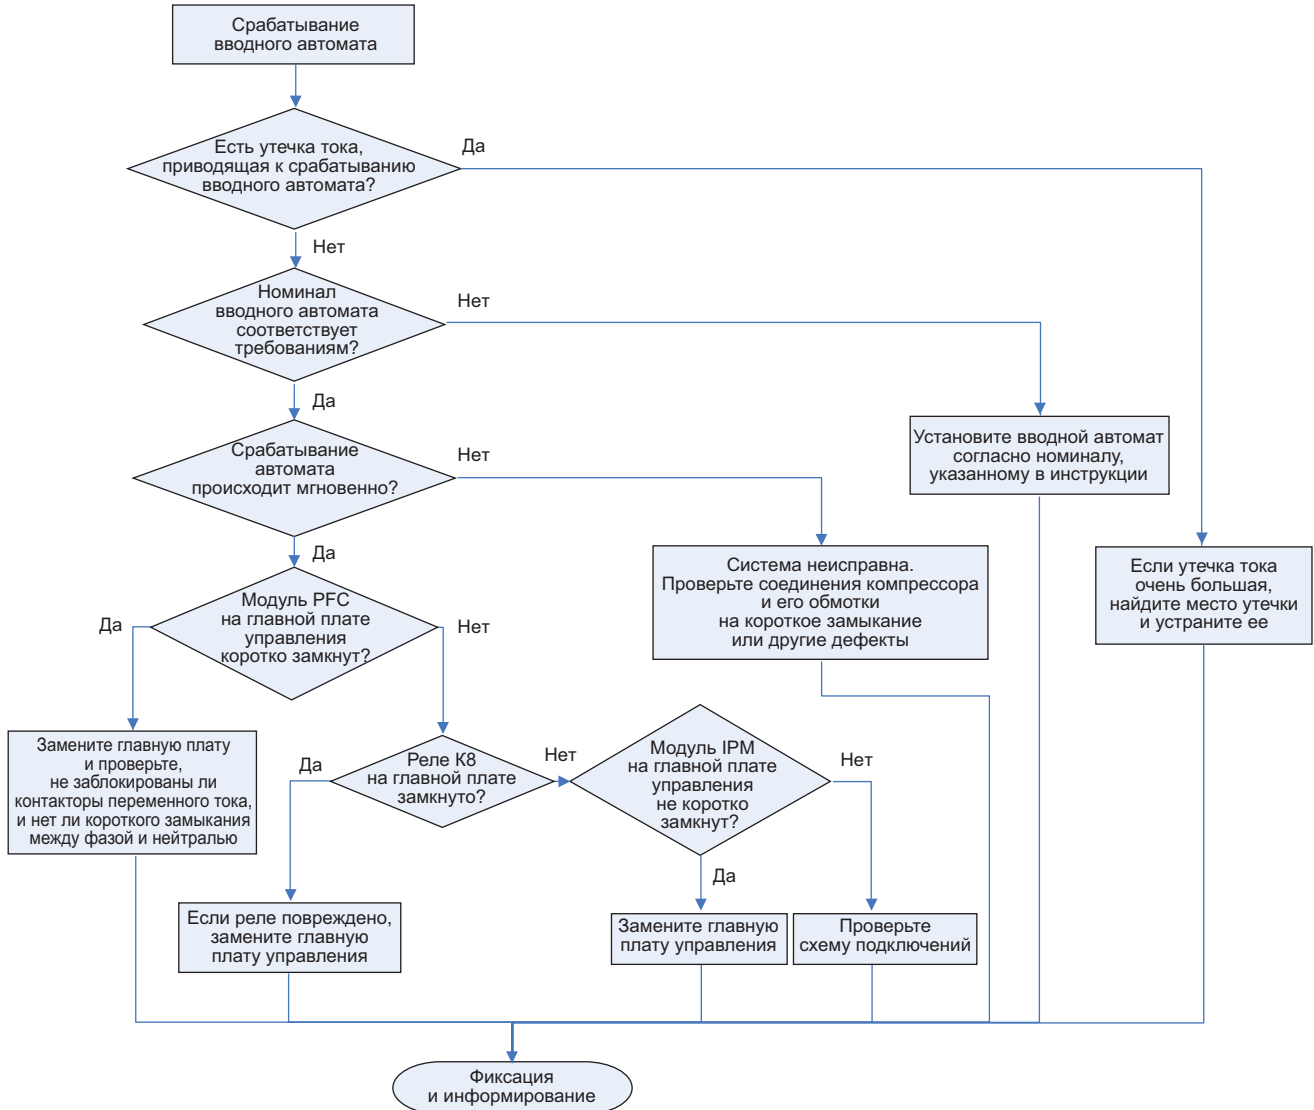 Срабатывание
вводного автомата
Есть утечка тока,
приводящая к срабатыванию
вводного автомата?
Да
Нет
Номинал
вводного автомата
соответствует
требованиям?
Нет
Да
Установите вводной автомат
согласно номиналу,
указанному в инструкции
Срабатывание
автомата
происходит мгновенно?
Нет
Да
Система неисправна.
Проверьте соединения компрессора
и его обмотки
на короткое замыкание
или другие дефекты
Если утечка тока
очень большая,
найдите место утечки
и устраните ее
Модуль PFC
на главной плате
управления
коротко замкнут?
Да
Нет
Замените главную плату
и проверьте,
не заблокированы ли
контакторы переменного тока,
и нет ли короткого замыкания
между фазой и нейтралью
Реле К8
на главной плате
замкнуто?
Да
Нет
Модуль IPM
на главной плате
управления
не коротко
замкнут?
Нет
Да
Если реле повреждено,
замените главную
плату управления
Замените главную
плату управления
Проверьте
схему подключений
Фиксация
и информирование